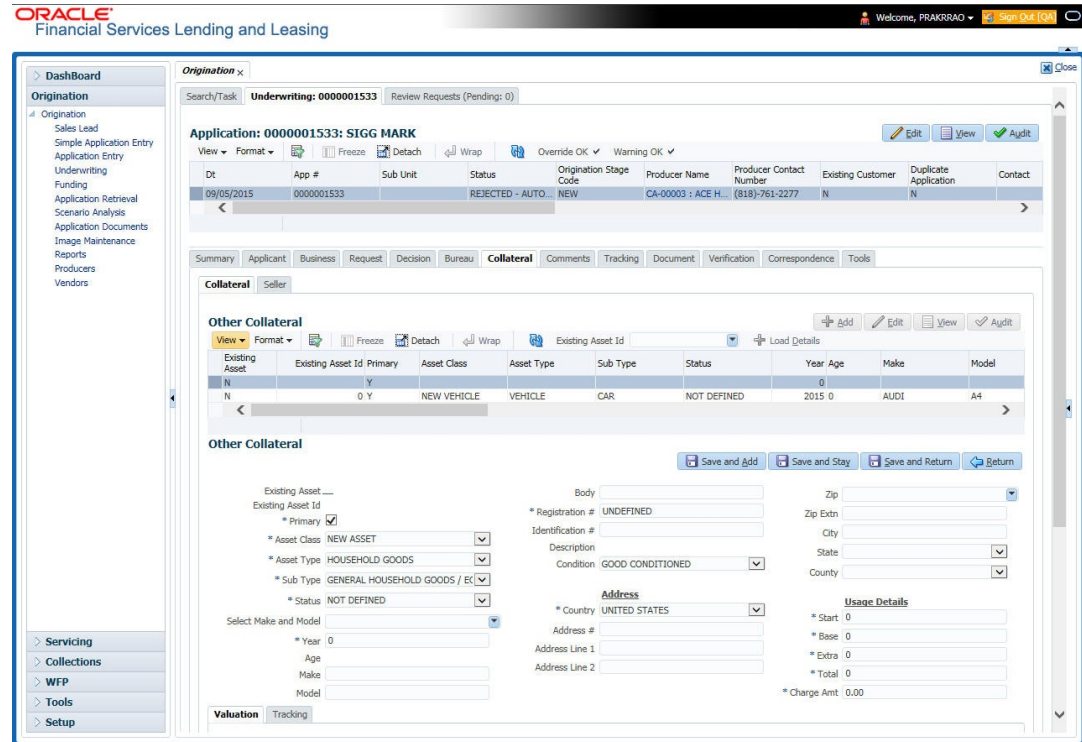 ORACLE
Financial Services Lending and Leasing
Welcome, PRAKRRAO
Sign Out [QA]
DashBoard
Origination
Origination
Sales Lead
Simple Application Entry
Application Entry
Underwriting
Funding
Application Retrieval
Scenario Analysis
Application Documents
Image Maintenance
Reports
Producers
Vendors
Servicing
Collections
WFP
Tools
Setup
Origination x
Close
Search/Task Underwriting: 0000001533 Review Requests (Pending: 0)
Application: 0000001533: SIGG MARK
Edit View Audit
View Format Freeze Detach Wrap Override OK Warning OK
Dt App # Sub Unit Status Origination Stage Code Producer Name Producer Contact Number Existing Customer Duplicate Application Contact
09/05/2015 0000001533 REJECTED - AUTO... NEW CA-00003 : ACE H... (818)-761-2277 N N
Summary Applicant Business Request Decision Bureau Collateral Comments Tracking Document Verification Correspondence Tools
Collateral Seller
Other Collateral
Add Edit View Audit
View Format Freeze Detach Wrap Existing Asset Id Load Details
Existing Asset Existing Asset Id Primary Asset Class Asset Type Sub Type Status Year Age Make Model
N Y 0
N 0 Y NEW VEHICLE VEHICLE CAR NOT DEFINED 2015 0 AUDI A4
Other Collateral
Save and Add Save and Stay Save and Return Return
Existing Asset
Existing Asset Id
* Primary
* Asset Class NEW ASSET
* Asset Type HOUSEHOLD GOODS
* Sub Type GENERAL HOUSEHOLD GOODS / EC
* Status NOT DEFINED
Select Make and Model
* Year 0
Age
Make
Model
Body
* Registration # UNDEFINED
Identification #
Description
Condition GOOD CONDITIONED
Address
* Country UNITED STATES
Address #
Address Line 1
Address Line 2
Zip
Zip Extn
City
State
County
Usage Details
* Start 0
* Base 0
* Extra 0
* Total 0
* Charge Amt 0.00
Valuation Tracking